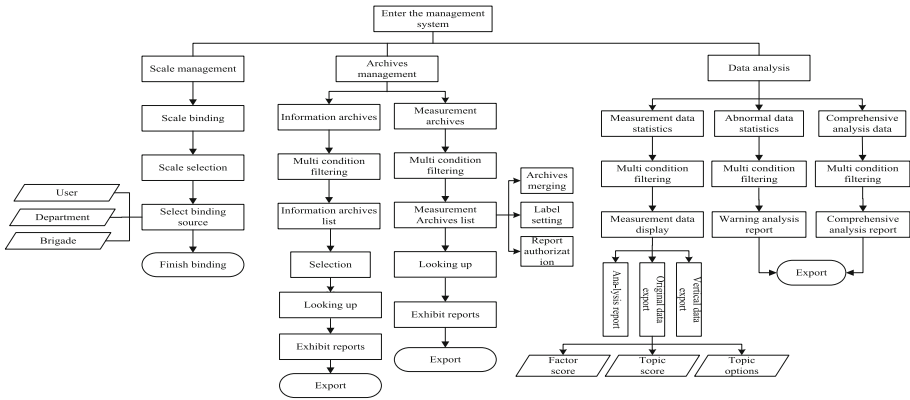 Enter the management
system
Scale management
Archives
management
Data analysis
Scale binding
Information archives
Measurement
archives
Measurement data
statistics
Abnormal data
statistics
Comprehensive
analysis data
Scale selection
Multi condition
filtering
Multi condition
filtering
Archives
merging
Multi condition
filtering
Multi condition
filtering
Multi condition
filtering
User
Department
Brigade
Select binding
source
Information archives
list
Measurement
Archives list
Label
setting
Measurement data
display
Warning analysis
report
Comprehensive
analysis report
Finish binding
Selection
Looking up
Report
authorizat
ion
Analysis report
Original data
export
Vertical data
export
Export
Looking up
Exhibit reports
Exhibit reports
Export
Export
Factor
score
Topic
score
Topic
options